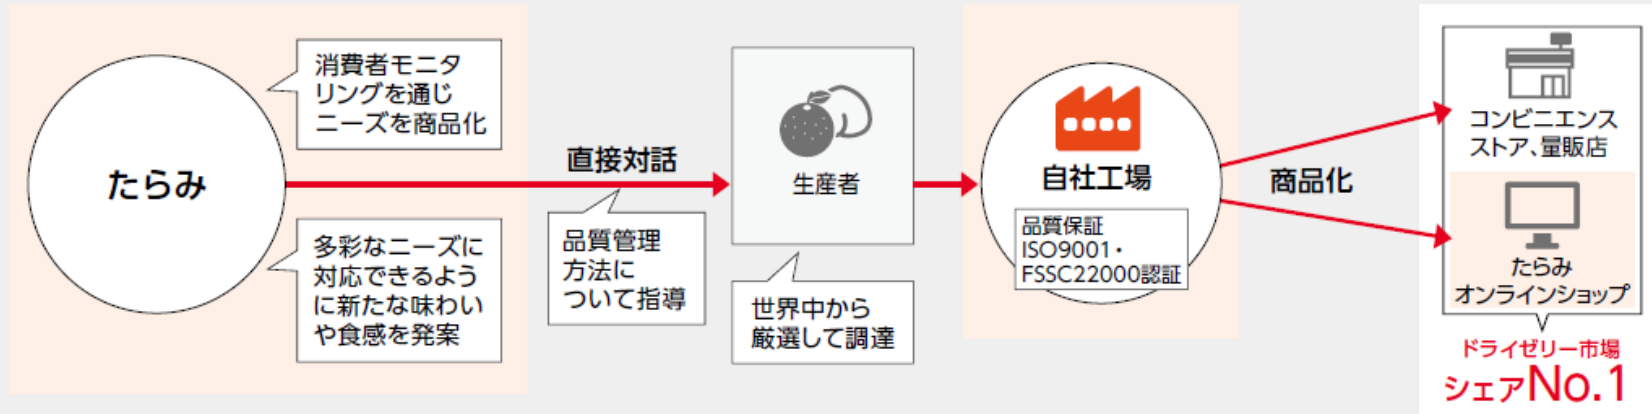 たらみ
消費者モニタ
リングを通じ
ニーズを商品化
多彩なニーズに
対応できるよう
に新たな味わい
や食感を発案
直接対話
品質管理
方法に
ついて指導
生産者
世界中から
厳選して調達
自社工場
品質保証
ISO9001・
FSSC22000認証
商品化
コンビニエンス
ストア、量販店
たらみ
オンラインショップ
ドライゼリー市場
シェアNo.1